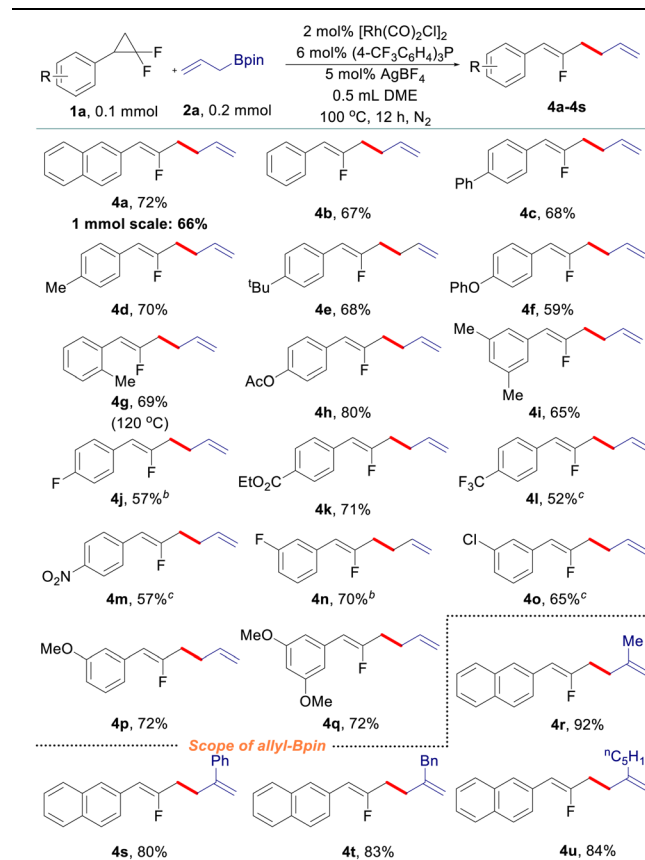 2 mol% [Rh(CO)2Cl]2
6 mol% (4-CF3C6H4)3P
5 mol% AgBF4
0.5 mL DME
100 oC, 12 h, N2
R
F
F
+
Bpin
R
F
1a, 0.1 mmol
2a, 0.2 mmol
4a-4s
F
4a, 72%
1 mmol scale: 66%
F
4b, 67%
Ph
F
4c, 68%
Me
F
4d, 70%
tBu
F
4e, 68%
PhO
F
4f, 59%
Me
F
4g, 69%
(120 oC)
AcO
F
4h, 80%
Me
Me
F
4i, 65%
F
F
4j, 57%b
EtO2C
F
4k, 71%
F3C
F
4l, 52%c
O2N
F
4m, 57%c
F
F
4n, 70%b
Cl
F
4o, 65%c
MeO
F
4p, 72%
MeO
OMe
F
4q, 72%
Me
F
4r, 92%
Scope of allyl-Bpin
Ph
F
4s, 80%
Bn
F
4t, 83%
nC5H1
F
4u, 84%